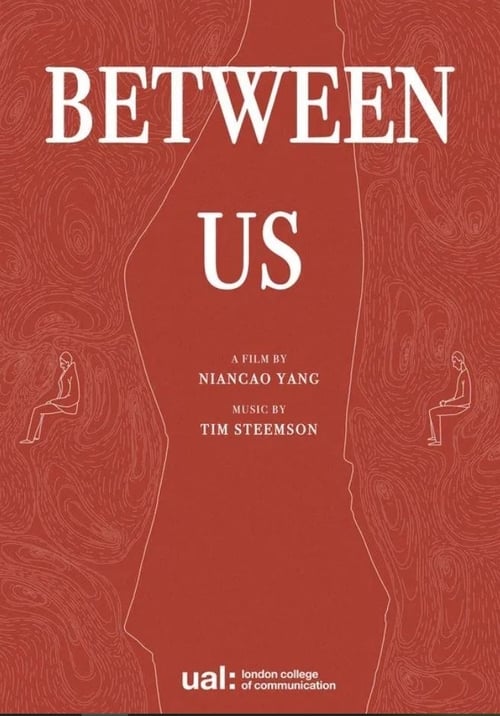 BETWEEN
US
A FILM BY
NIANCAO YANG
MUSIC BY
TIM STEEMSON
ual: london college
of communication